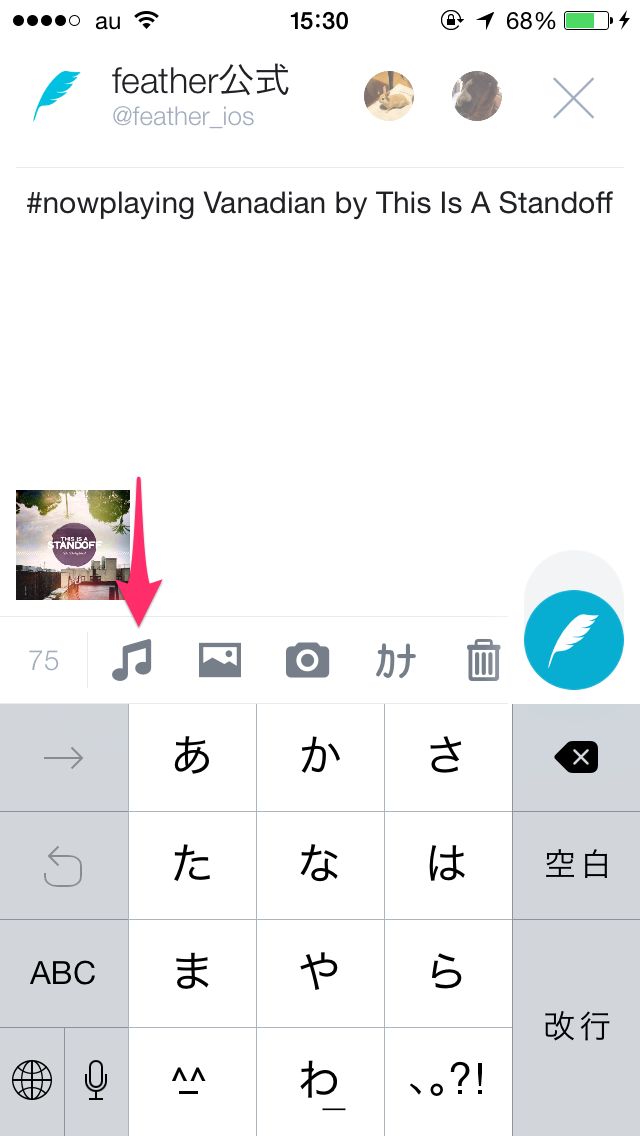 au 15:30 68%
feather公式
@feather_ios
#nowplaying Vanadian by This Is A Standoff
THIS IS A
STANDOFF
75 カナ
→ あ か さ
た な は 空白
ABC ま や ら 改行
^_^ わ_ 、。?!